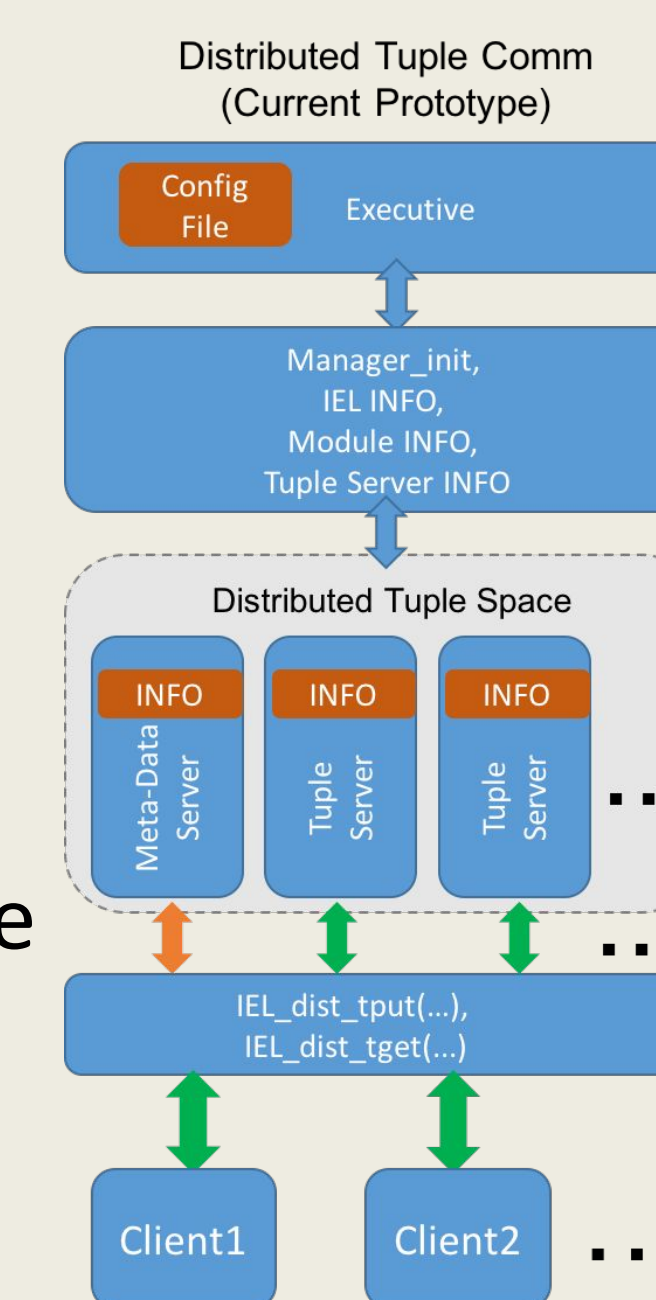 Distributed Tuple Comm
(Current Prototype)
Config
File
Executive
Manager_init,
IEL INFO,
Module INFO,
Tuple Server INFO
Distributed Tuple Space
INFO
Meta-Data
Server
INFO
Tuple
Server
INFO
Tuple
Server
..
e
..
IEL_dist_tput(...),
IEL_dist_tget(...)
Client1
Client2
..